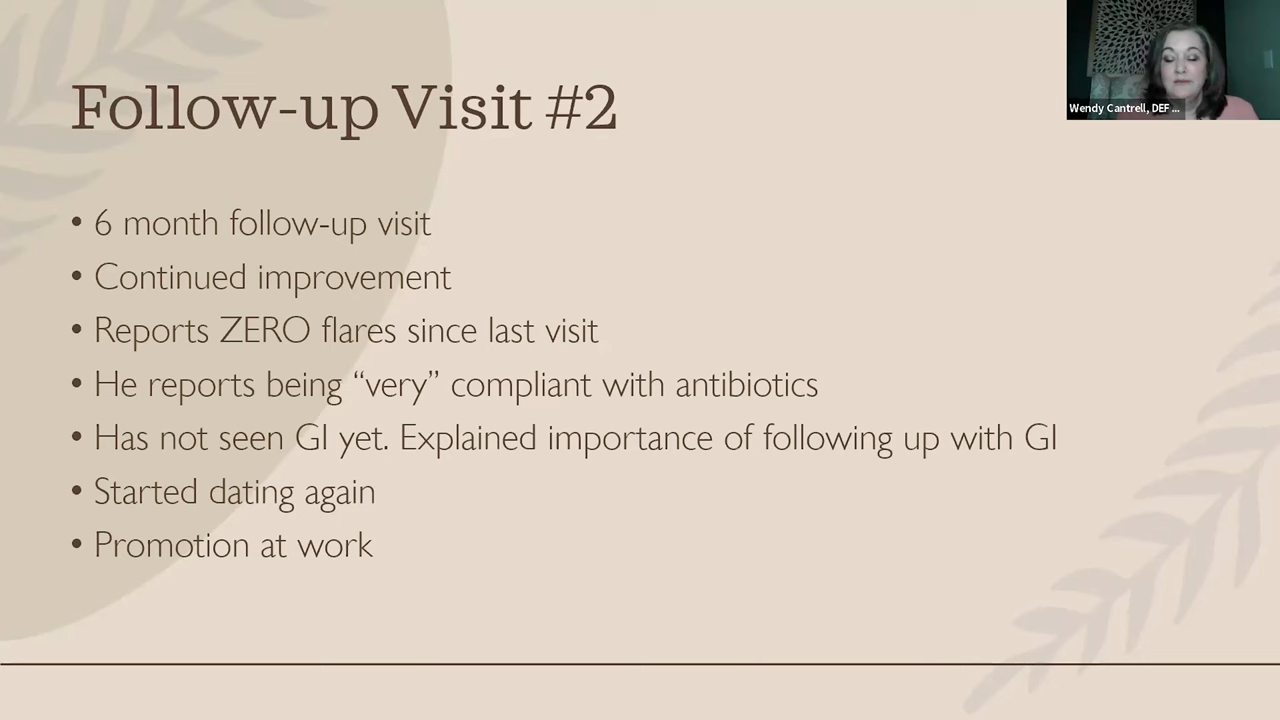 Follow-up Visit #2
• 6 month follow-up visit
• Continued improvement
• Reports ZERO flares since last visit
• He reports being “very” compliant with antibiotics
• Has not seen GI yet. Explained importance of following up with GI
• Started dating again
• Promotion at work
Wendy Cantrell, DEF ...